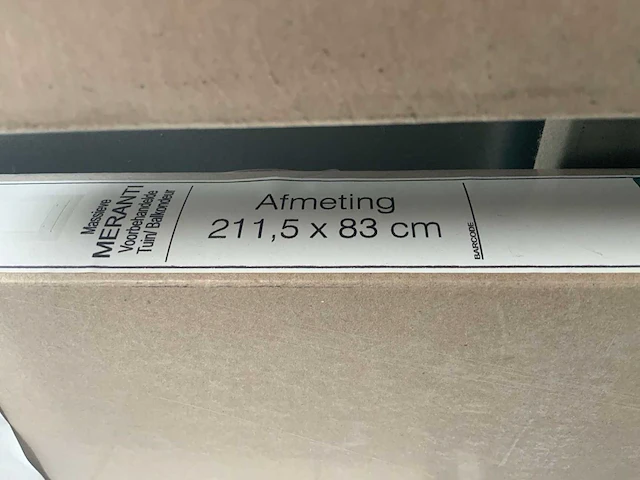 Massieve
MERANTI
Voorbehandelde
Tuin/ Balkondeur
Afmeting
211,5 x 83 cm
BARCODE